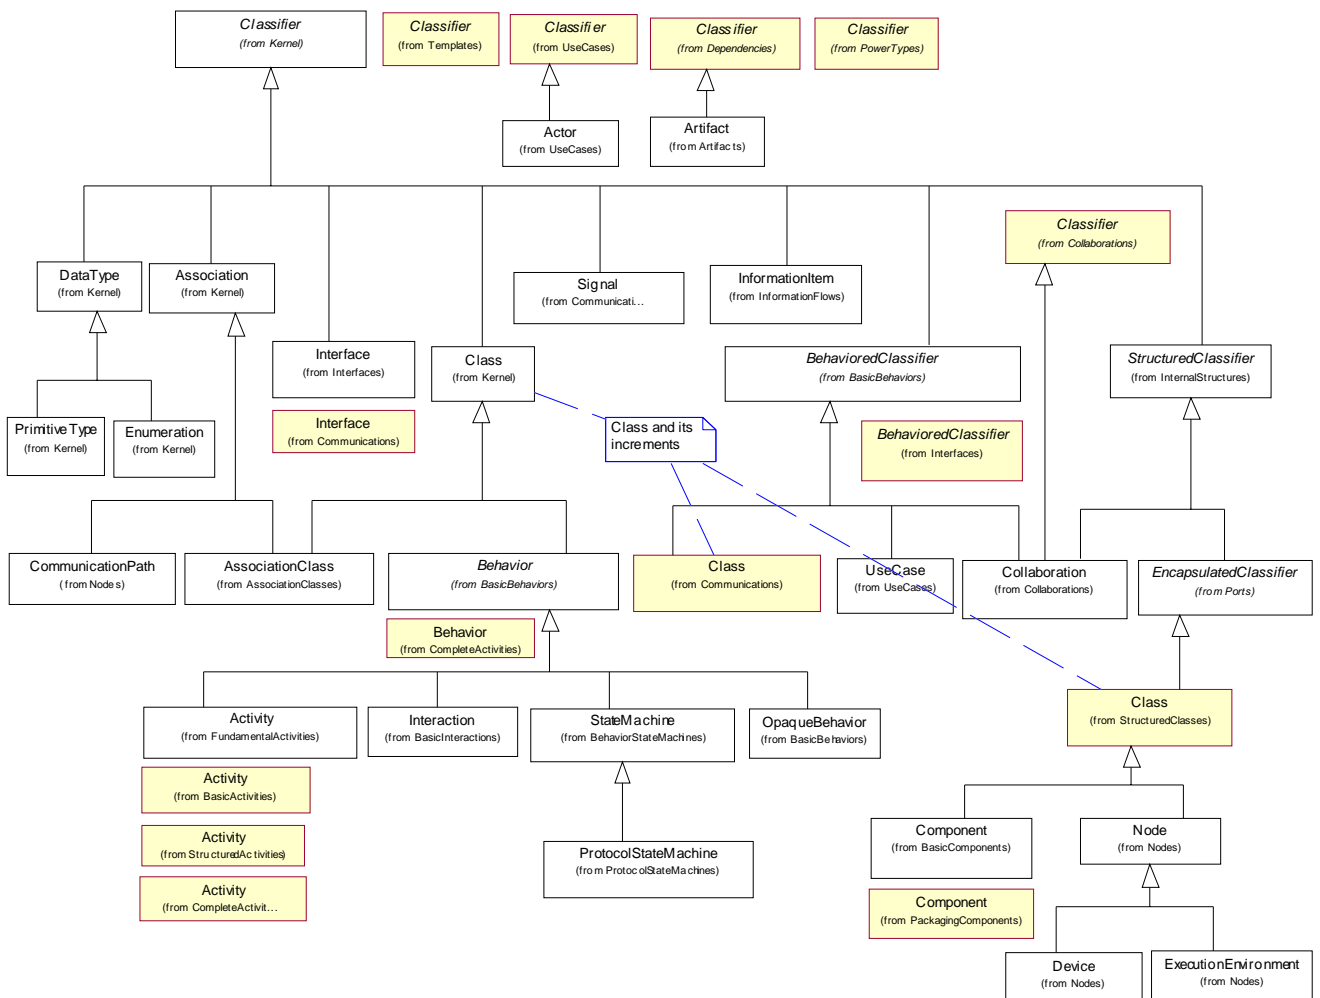 Classifier
(from Kernel)
Classifier
(from Templates)
Classifier
(from UseCases)
Classifier
(from Dependencies)
Classifier
(from PowerTypes)
Actor
(from UseCases)
Artifact
(from Artifacts)
Classifier
(from Collaborations)
DataType
(from Kernel)
Association
(from Kernel)
Signal
(from Communicati...
InformationItem
(from InformationFlows)
Interface
(from Interfaces)
Class
(from Kernel)
BehavioredClassifier
(from BasicBehaviors)
StructuredClassifier
(from InternalStructures)
PrimitiveType
(from Kernel)
Enumeration
(from Kernel)
Interface
(from Communications)
Class and its
increments
BehavioredClassifier
(from Interfaces)
CommunicationPath
(from Nodes)
AssociationClass
(from AssociationClasses)
Behavior
(from BasicBehaviors)
Class
(from Communications)
UseCase
(from UseCases)
Collaboration
(from Collaborations)
EncapsulatedClassifier
(from Ports)
Behavior
(from CompleteActivities)
Activity
(from FundamentalActivities)
Interaction
(from BasicInteractions)
StateMachine
(from BehaviorStateMachines)
OpaqueBehavior
(from BasicBehaviors)
Class
(from StructuredClasses)
Activity
(from BasicActivities)
Activity
(from StructuredActivities)
Activity
(from CompleteActivit...
ProtocolStateMachine
(from ProtocolStateMachines)
Component
(from BasicComponents)
Node
(from Nodes)
Component
(from PackagingComponents)
Device
(from Nodes)
ExecutionEnvironment
(from Nodes)